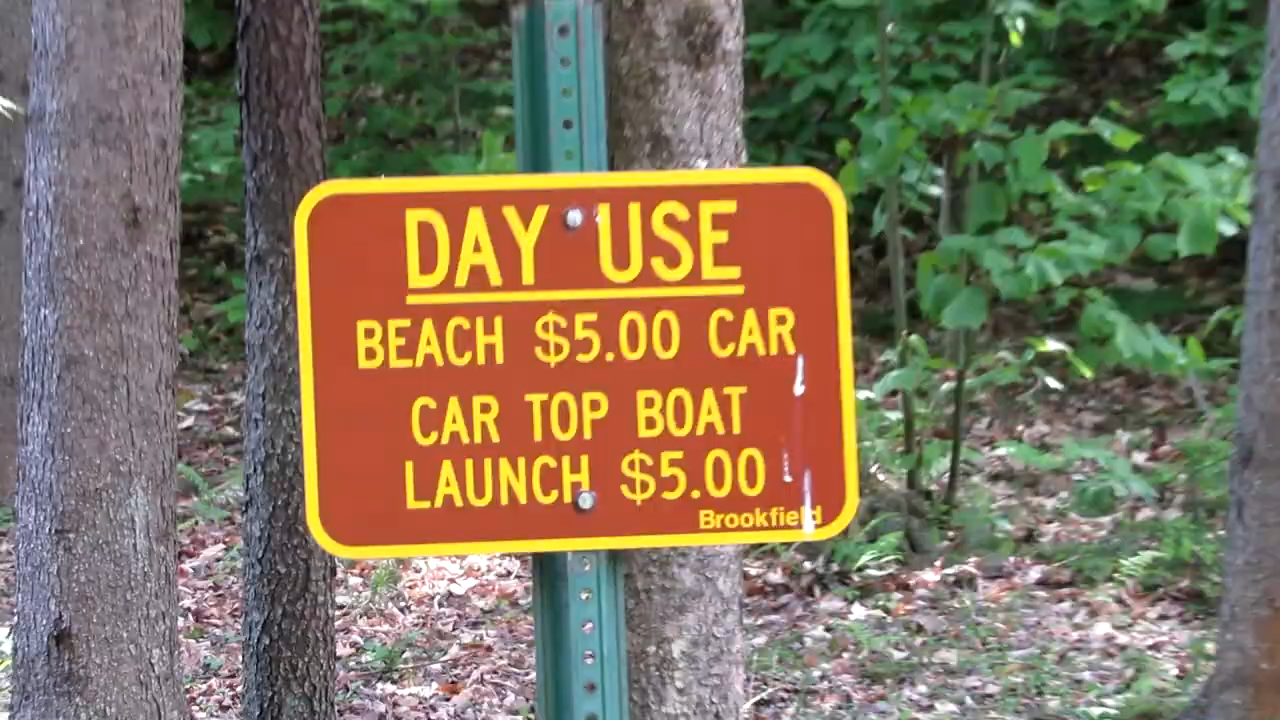 DAY USE
BEACH $5.00 CAR
CAR TOP BOAT
LAUNCH $5.00
Brookfield